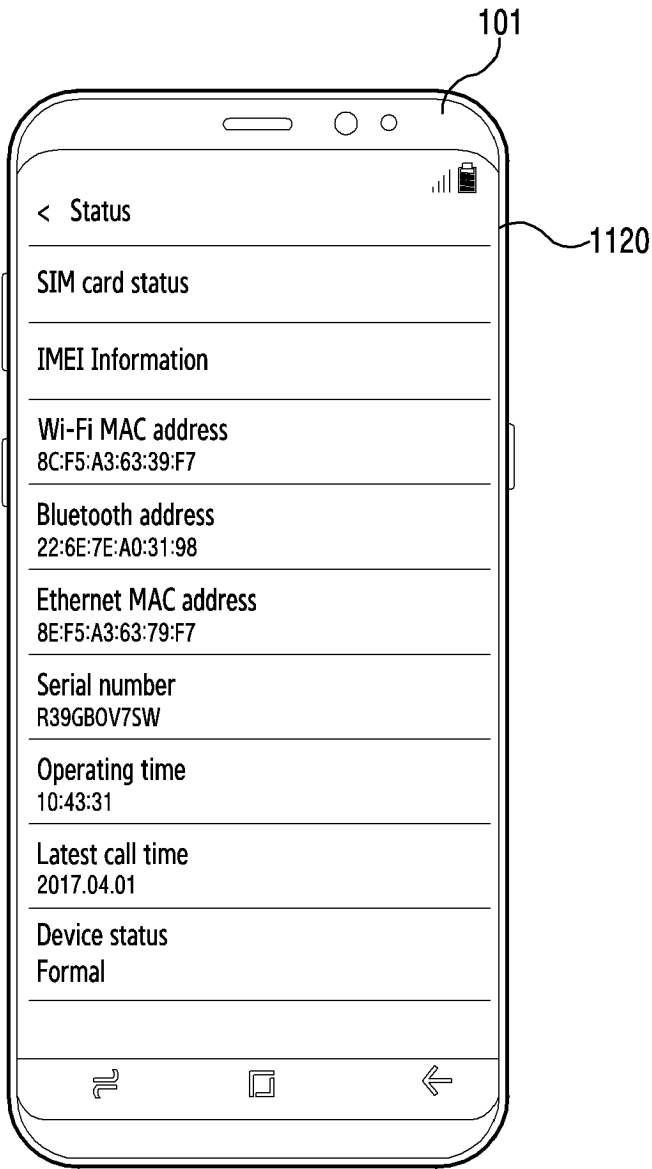 101
< Status
1120
SIM card status
IMEI Information
Wi-Fi MAC address
8C:F5:A3:63:39:F7
Bluetooth address
22:6E:7E:A0:31:98
Ethernet MAC address
8E:F5:A3:63:79:F7
Serial number
R39GBOV7SW
Operating time
10:43:31
Latest call time
2017.04.01
Device status
Formal